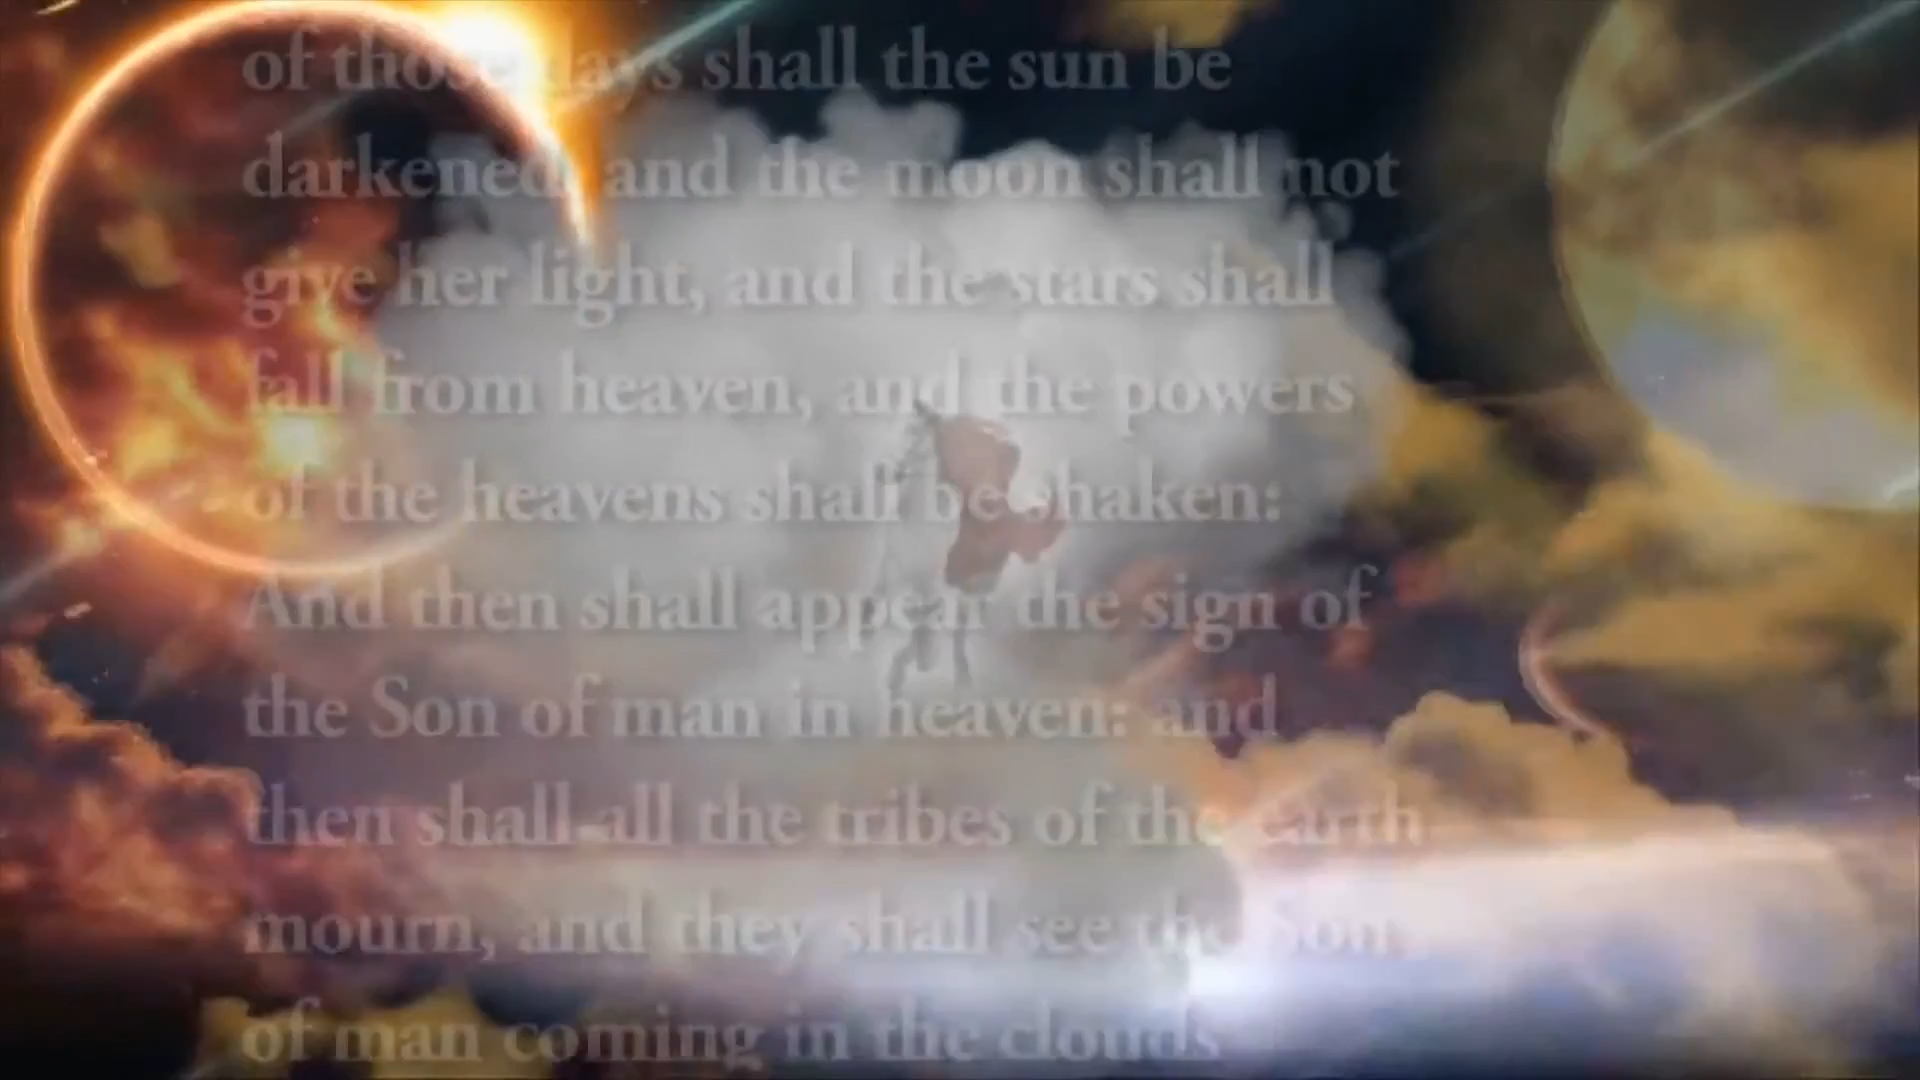 of those days shall the sun be
darkened, and the moon shall not
give her light, and the stars shall
fall from heaven, and the powers
of the heavens shall be shaken:
And then shall appear the sign of
the Son of man in heaven: and
then shall all the tribes of the earth
mourn, and they shall see the Son
of man coming in the clouds